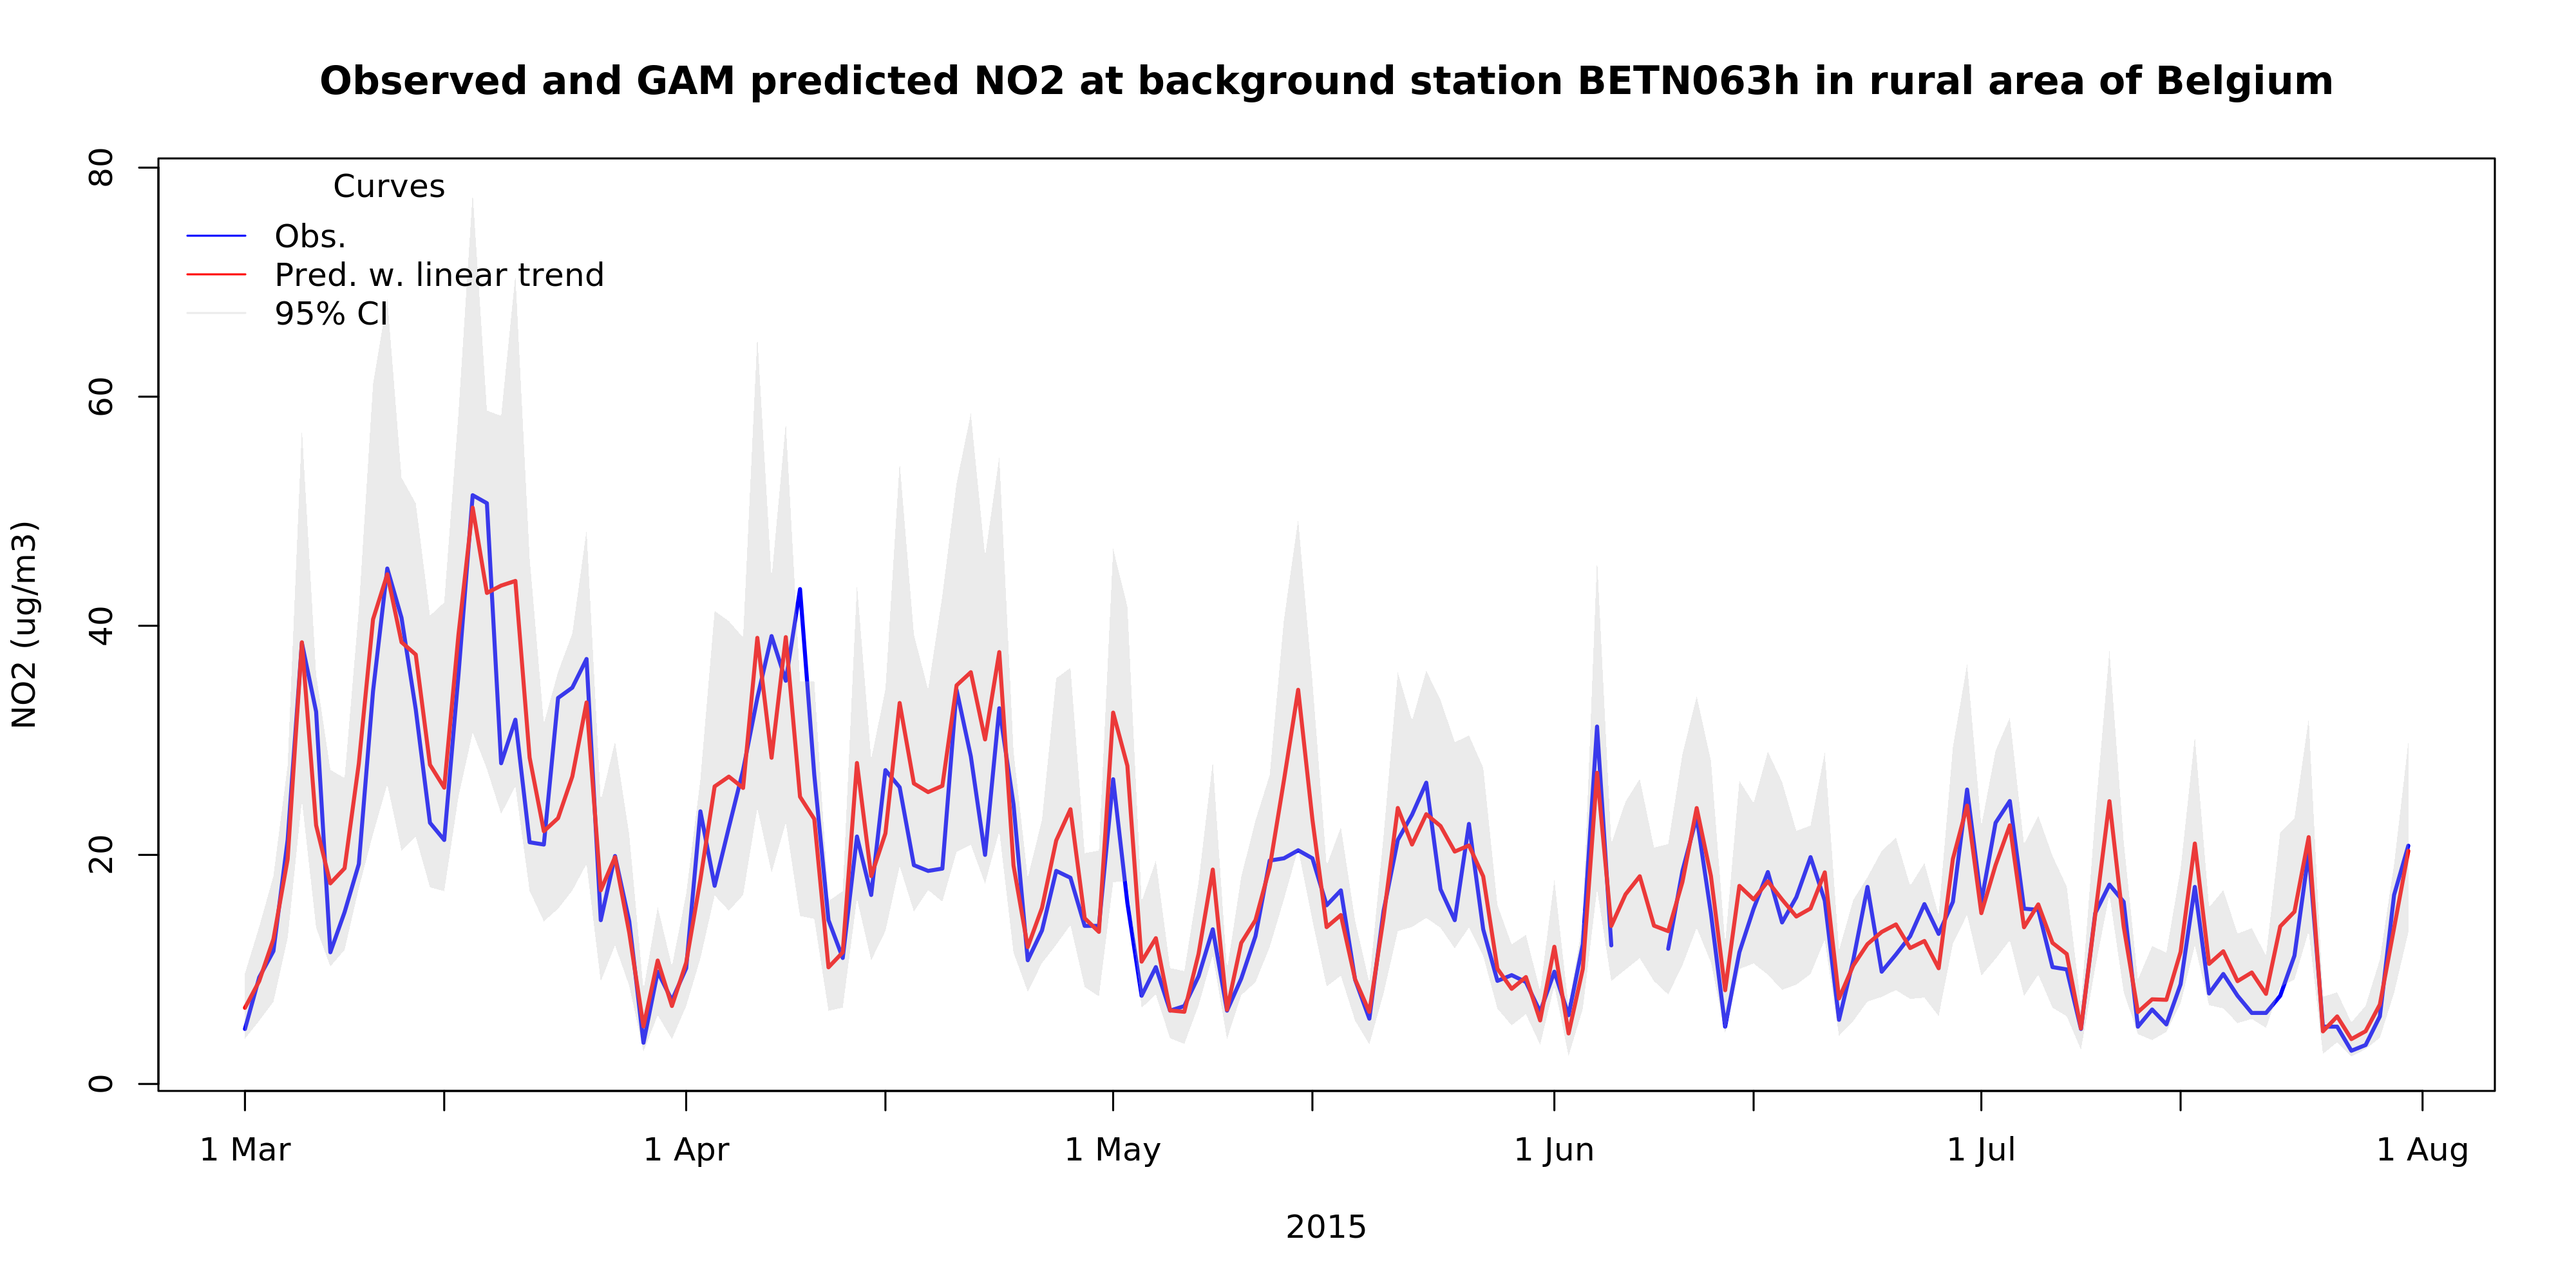 Observed and GAM predicted NO2 at background station BETN063h in rural area of Belgium
Curves
Obs.
Pred. w. linear trend
95% CI
NO2 (ug/m3)
80
60
40
20
0
1 Mar
1 Apr
1 May
1 Jun
1 Jul
1 Aug
2015